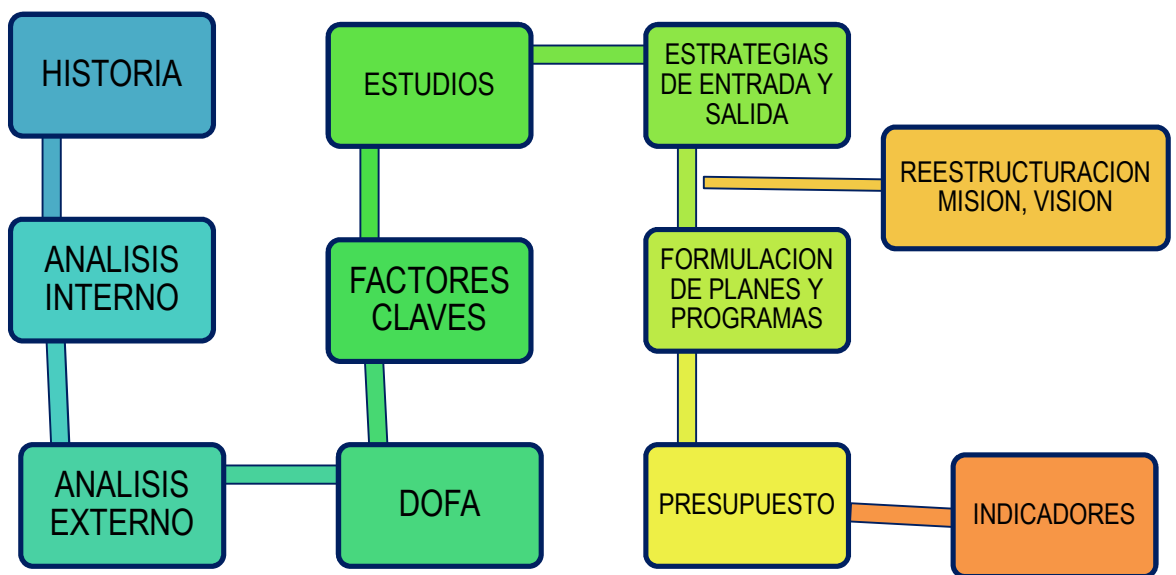 HISTORIA
ANALISIS
INTERNO
ANALISIS
EXTERNO
DOFA
FACTORES
CLAVES
ESTUDIOS
ESTRATEGIAS
DE ENTRADA Y
SALIDA
REESTRUCTURACION
MISION, VISION
FORMULACION
DE PLANES Y
PROGRAMAS
PRESUPUESTO
INDICADORES